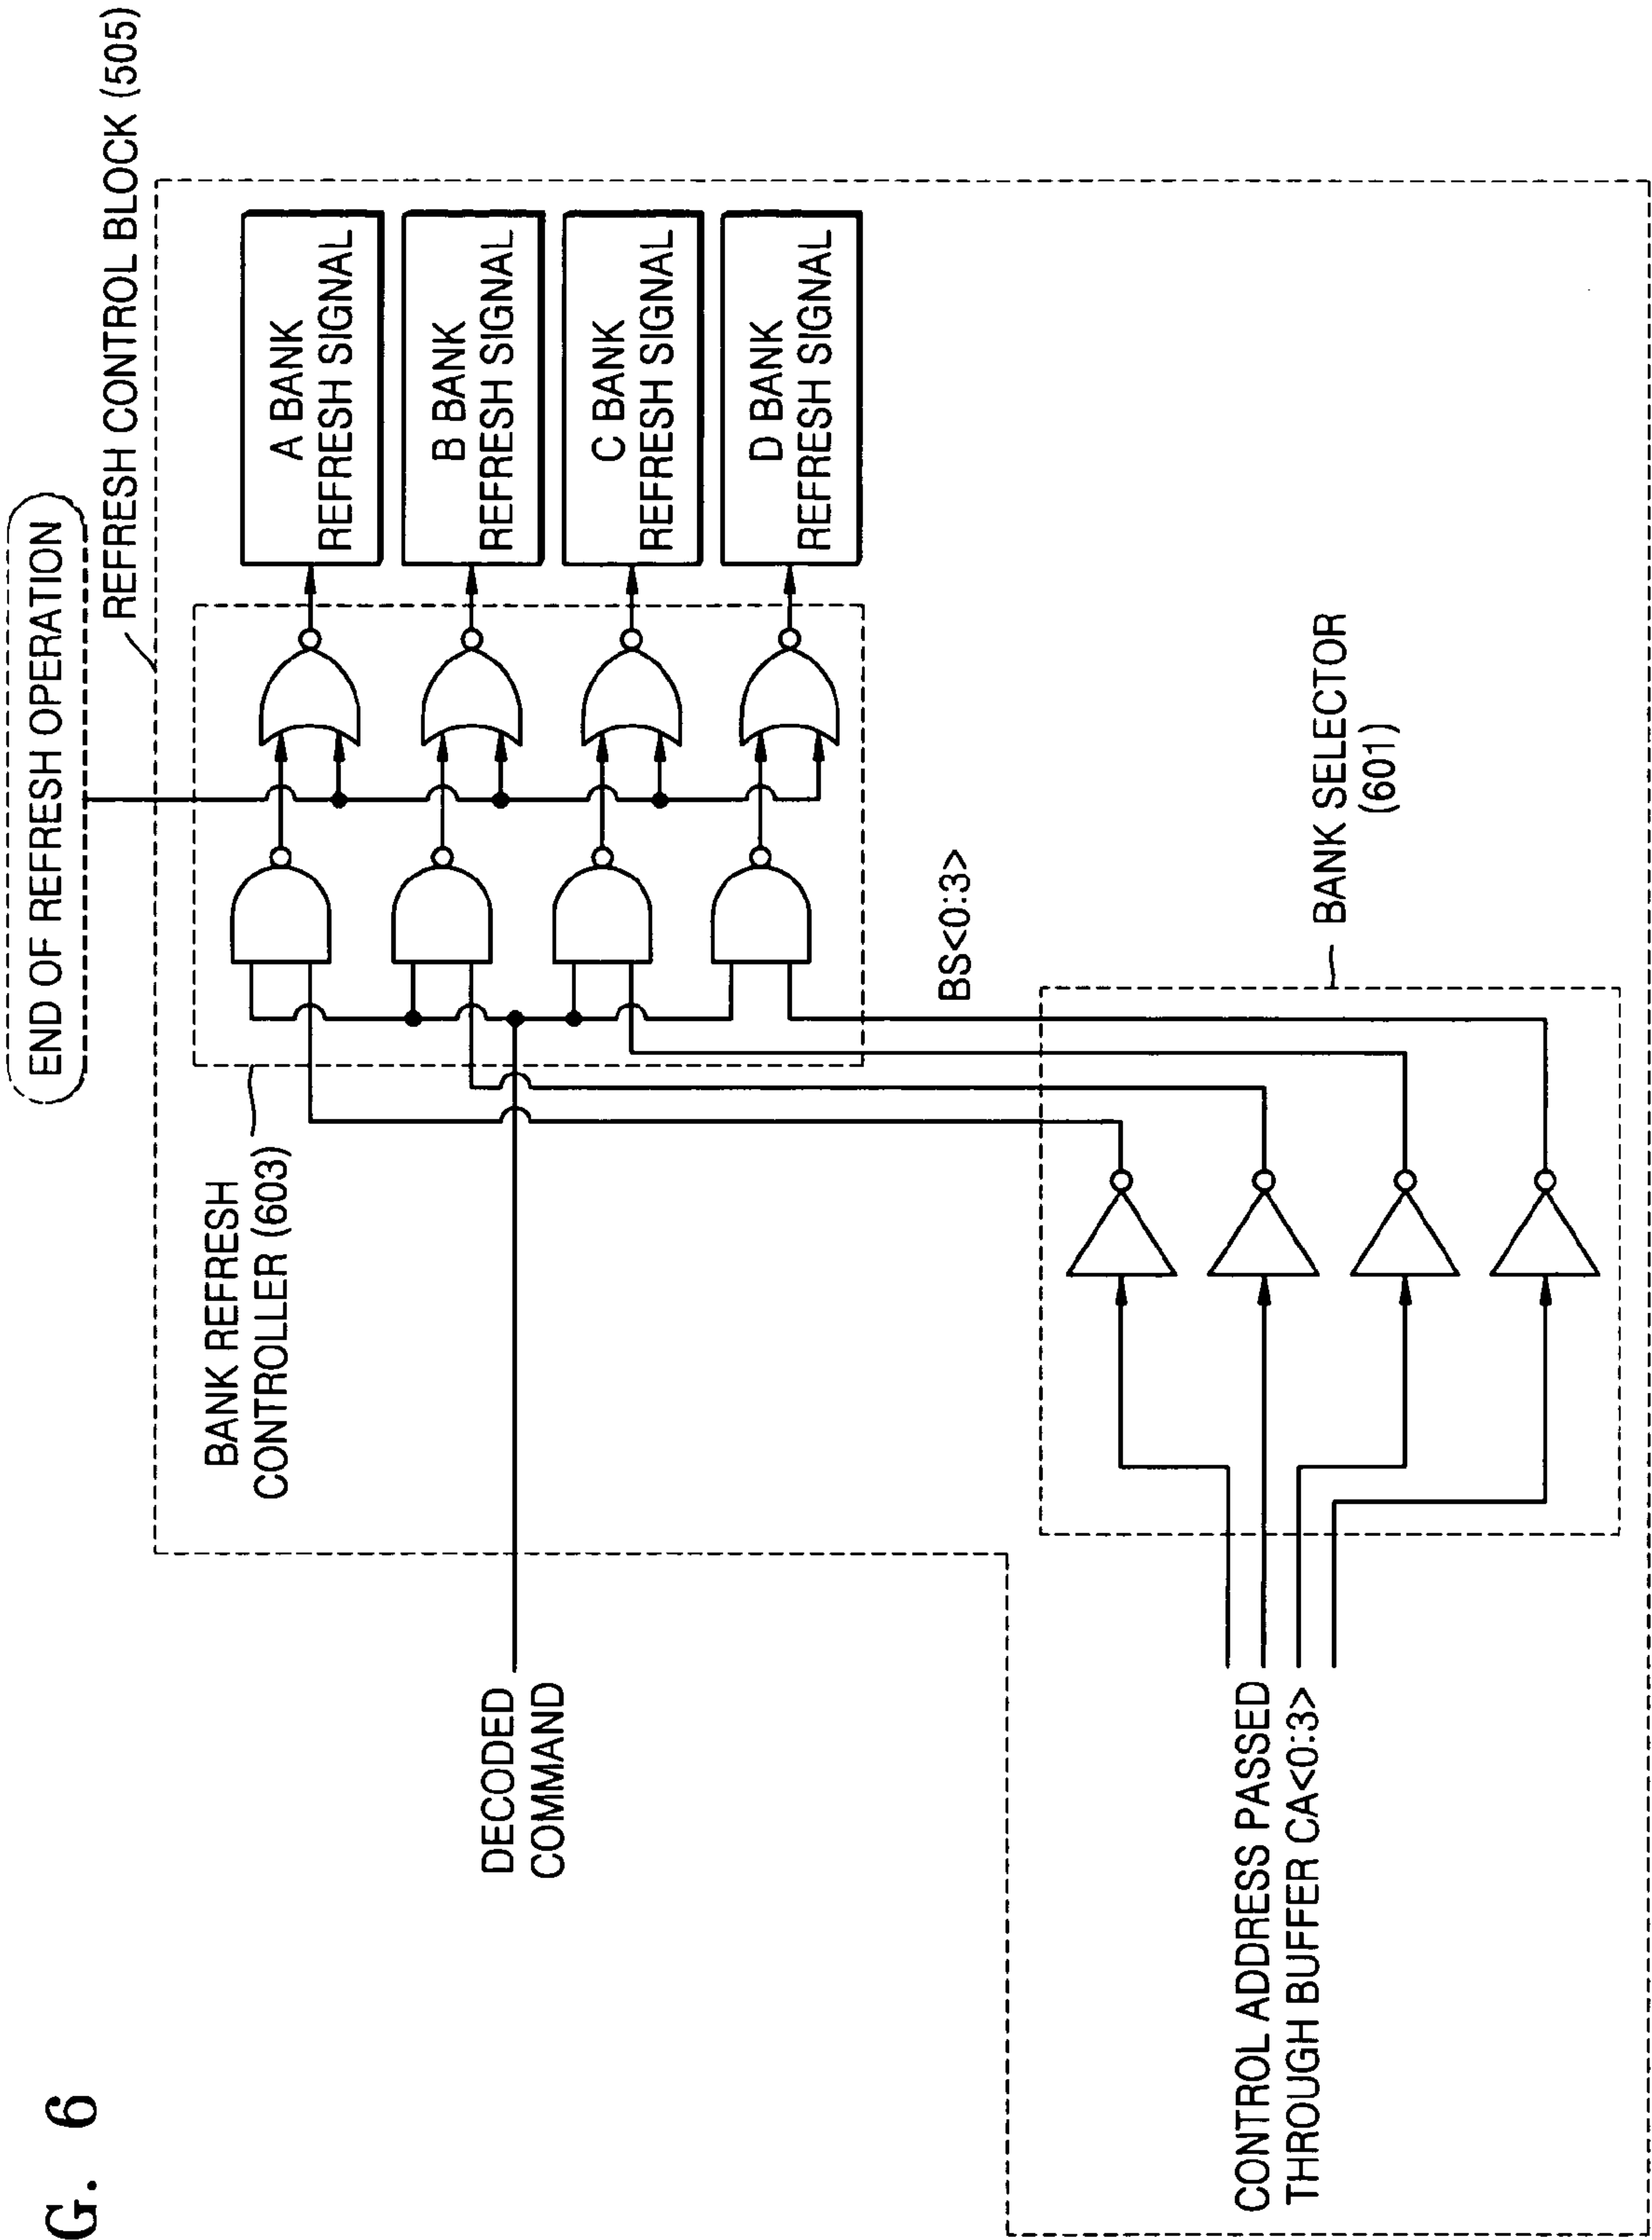 G. 6
END OF REFRESH OPERATION
REFRESH CONTROL BLOCK (505)
BANK REFRESH
CONTROLLER (603)
A BANK
REFRESH SIGNAL
B BANK
REFRESH SIGNAL
C BANK
REFRESH SIGNAL
D BANK
REFRESH SIGNAL
DECODED
COMMAND
BS<0:3>
BANK SELECTOR
(601)
CONTROL ADDRESS PASSED
THROUGH BUFFER CA<0:3>